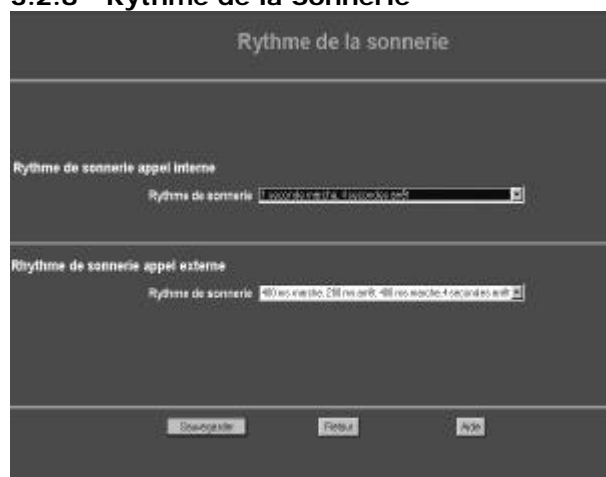 3.2.8 Rythme de la Sonnerie
Rythme de la sonnerie
Rythme de sonnerie appel interne
Rythme de sonnerie 1 seconde marche, 4 secondes arrêt
Rhythme de sonnerie appel externe
Rythme de sonnerie 400 ms marche, 200 ms arrêt, 400 ms marche,4 secondes arrêt
Sauvegarder Retour Aide